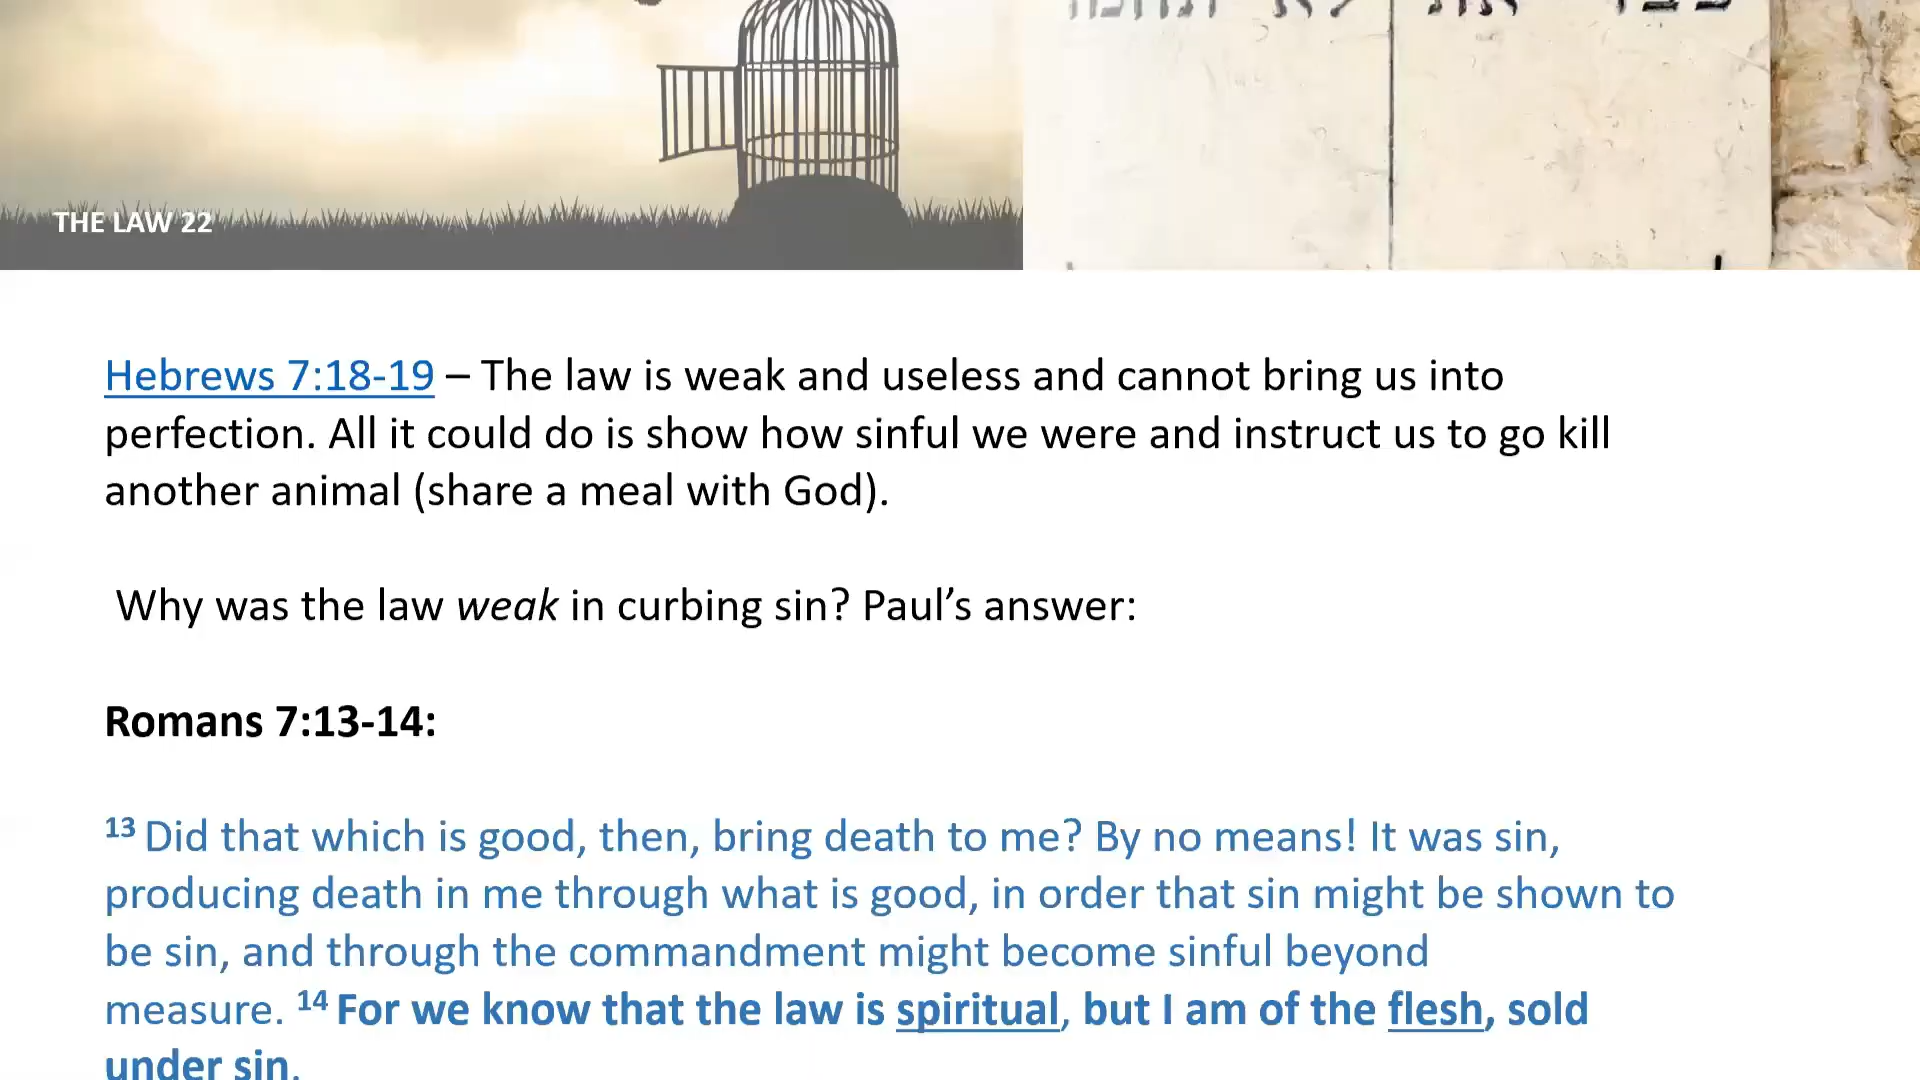 THE LAW 22
Hebrews 7:18-19 – The law is weak and useless and cannot bring us into
perfection. All it could do is show how sinful we were and instruct us to go kill
another animal (share a meal with God).
Why was the law weak in curbing sin? Paul’s answer:
Romans 7:13-14:
13 Did that which is good, then, bring death to me? By no means! It was sin,
producing death in me through what is good, in order that sin might be shown to
be sin, and through the commandment might become sinful beyond
measure. 14 For we know that the law is spiritual, but I am of the flesh, sold
under sin.